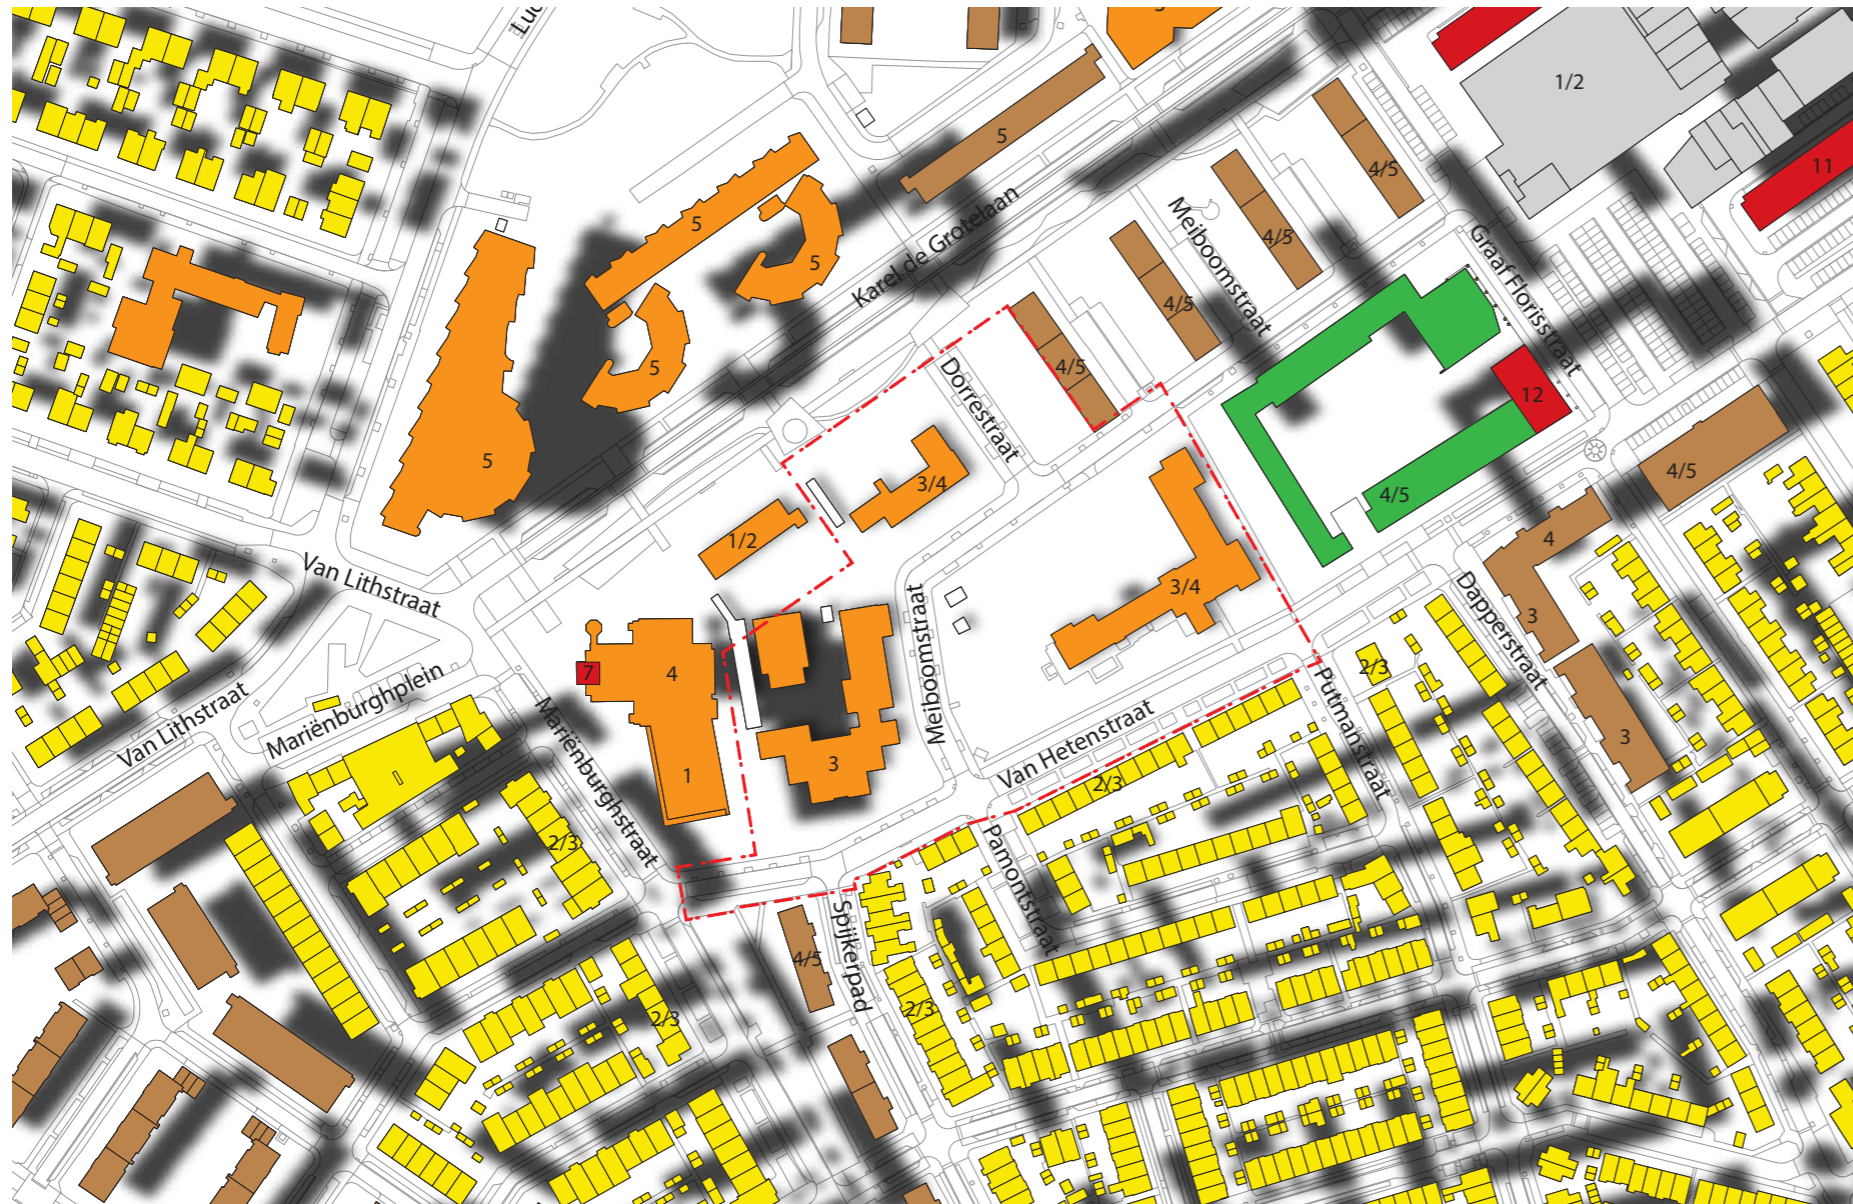 Luc
1/2
5
11
4/5
Meiboomstraat
5
5
4/5
Graaf Florisstraat
Karel de Grotelaan
4/5
5
4/5
5
Dorrestraat
12
5
3/4
4/5
4/5
1/2
4
Van Lithstraat
3/4
Meiboomstraat
Dapperstraat
3
7
4
2/3
Mariënburghplein
Van Lithstraat
Mariënburghstraat
Putmanstraat
Van Hetenstraat
3
1
3
2/3
2/3
Pamontstraat
Spijkerpad
4/5
2/3
2/3